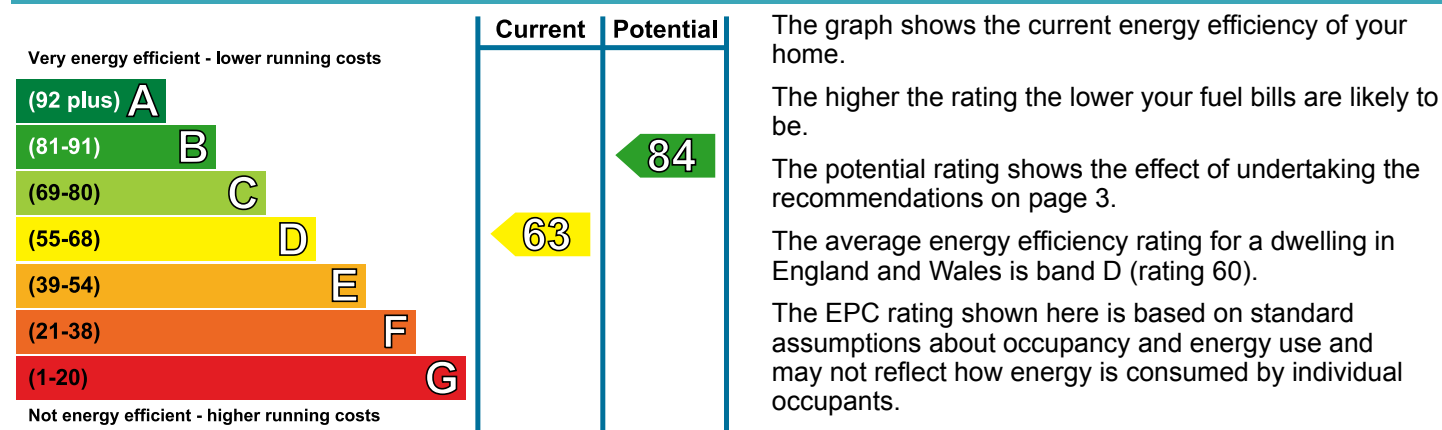 Current Potential
Very energy efficient - lower running costs
(92 plus) A
(81-91) B
(69-80) C
(55-68) D
(39-54) E
(21-38) F
(1-20) G
Not energy efficient - higher running costs
63
84
The graph shows the current energy efficiency of your
home.
The higher the rating the lower your fuel bills are likely to
be.
The potential rating shows the effect of undertaking the
recommendations on page 3.
The average energy efficiency rating for a dwelling in
England and Wales is band D (rating 60).
The EPC rating shown here is based on standard
assumptions about occupancy and energy use and
may not reflect how energy is consumed by individual
occupants.